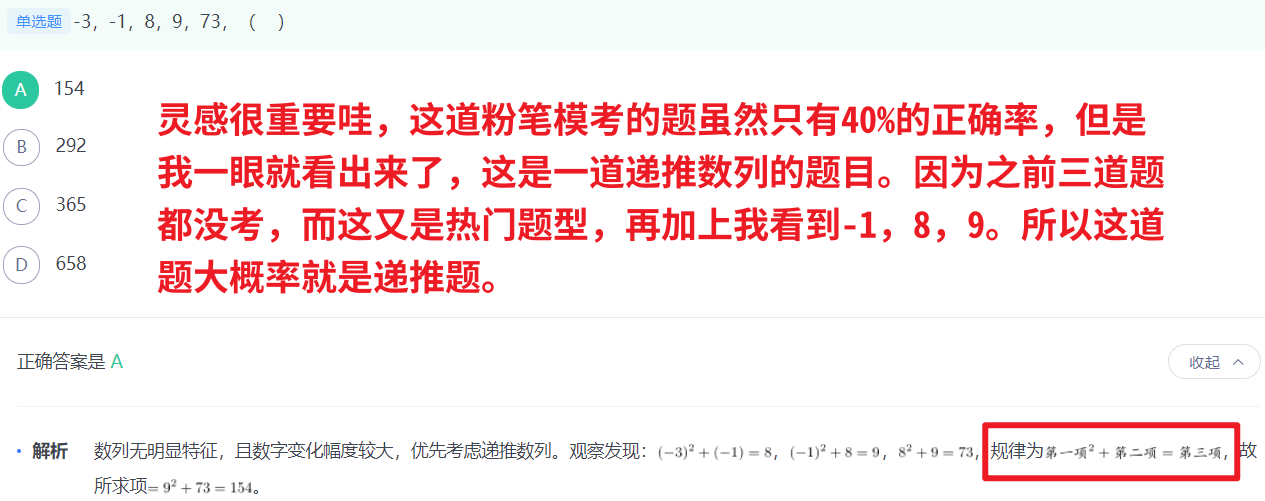 单选题 -3，-1，8，9，73，（ ）
A 154
B 292
C 365
D 658
灵感很重要哇，这道粉笔模考的题虽然只有40%的正确率，但是
我一眼就看出来了，这是一道递推数列的题目。因为之前三道题
都没考，而这又是热门题型，再加上我看到-1，8，9。所以这道
题大概率就是递推题。
正确答案是 A
收起
• 解析 数列无明显特征，且数字变化幅度较大，优先考虑递推数列。观察发现：(−3)² + (−1) = 8，(−1)² + 8 = 9，8² + 9 = 73，规律为第一项² + 第二项 = 第三项，故
所求项= 9² + 73 = 154。